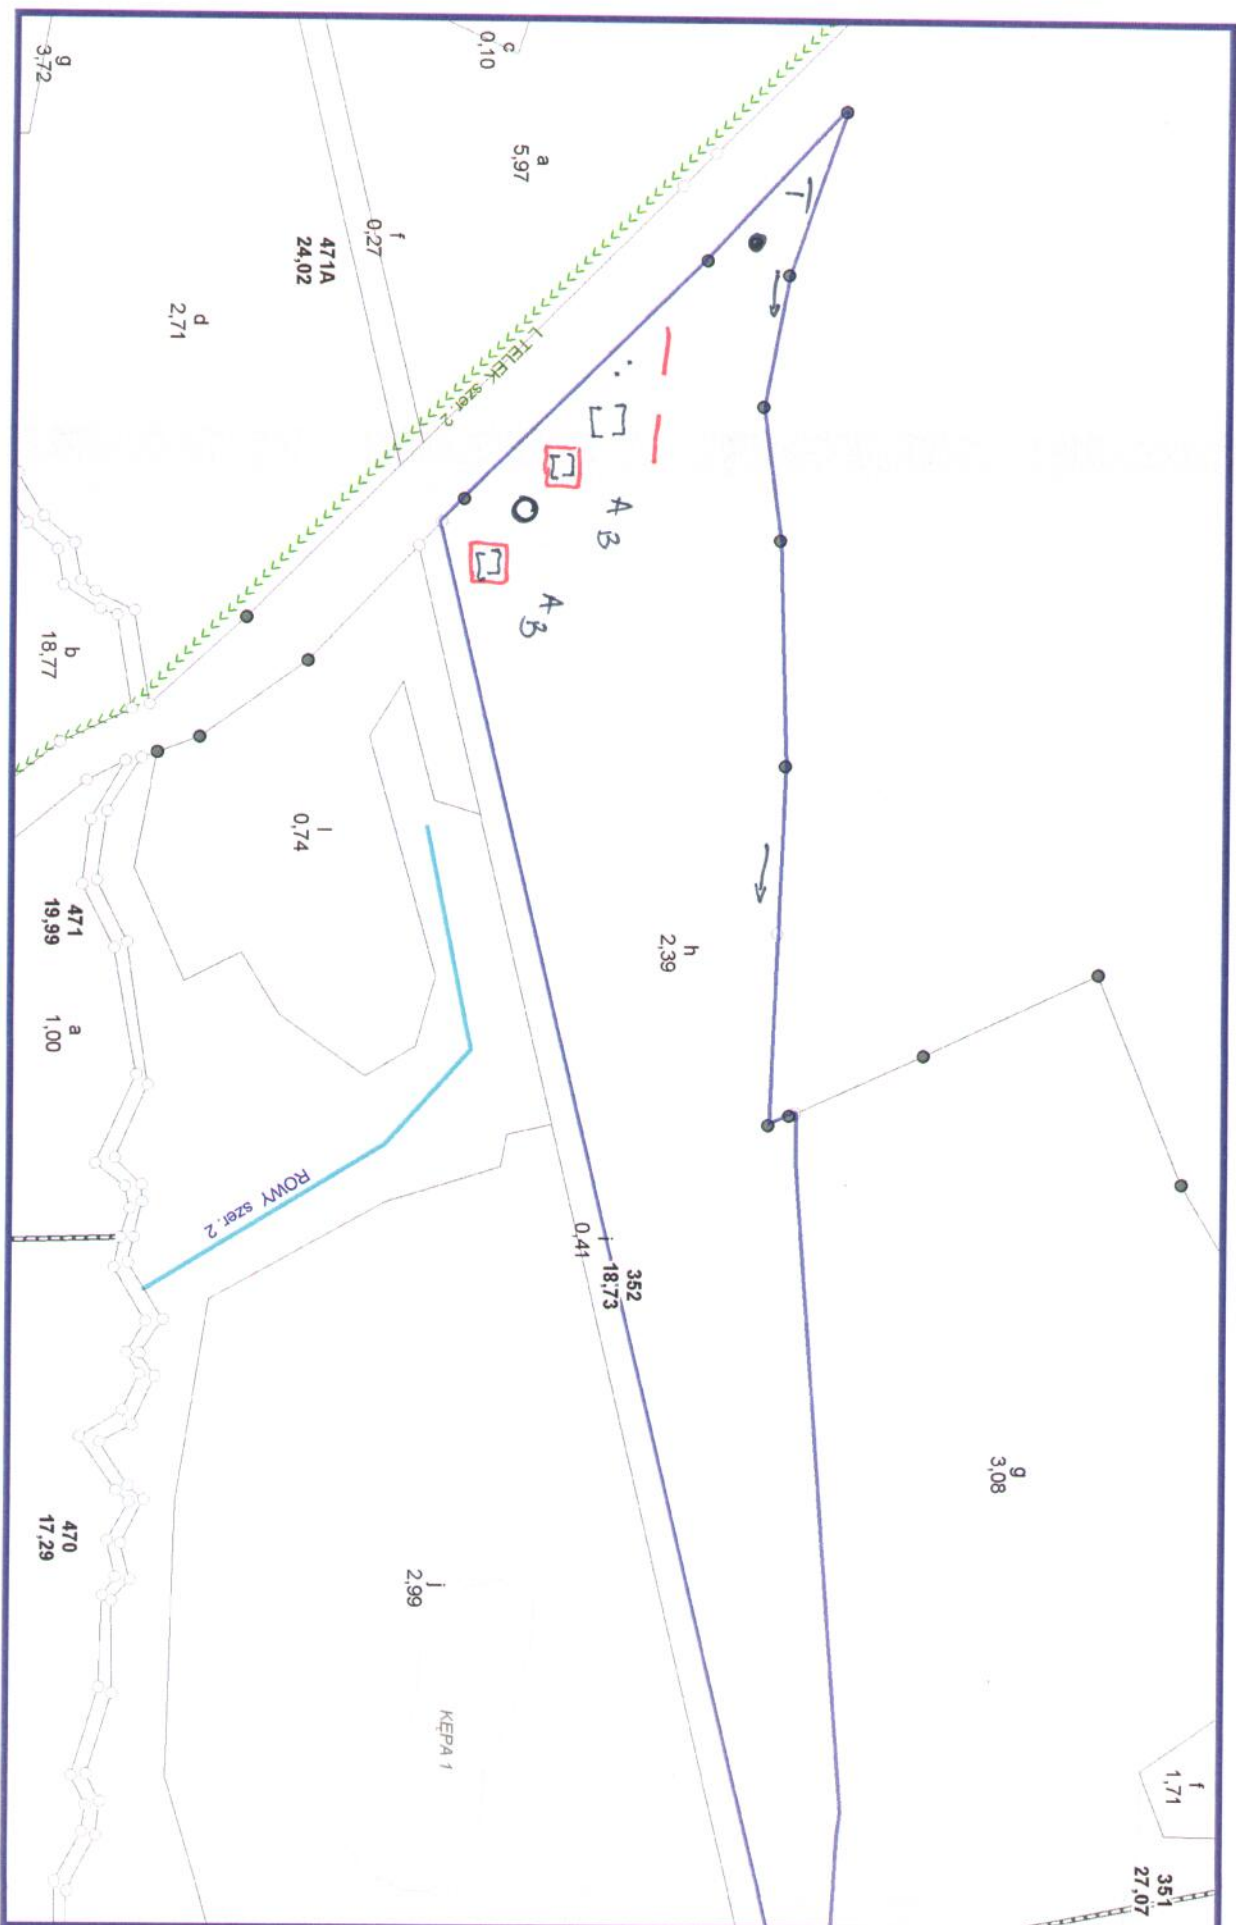 g
3,72
c
0,10
a
5,97
f
0,27
471A
24,02
d
2,71
L TELEK szer. 2
T
A
B
A
B
b
18,77
l
0,74
h
2,39
471
19,99
a
1,00
ROWY szer. 2
i
0,41
352
18,73
g
3,08
470
17,29
j
2,99
KĘPA 1
f
1,71
351
27,07